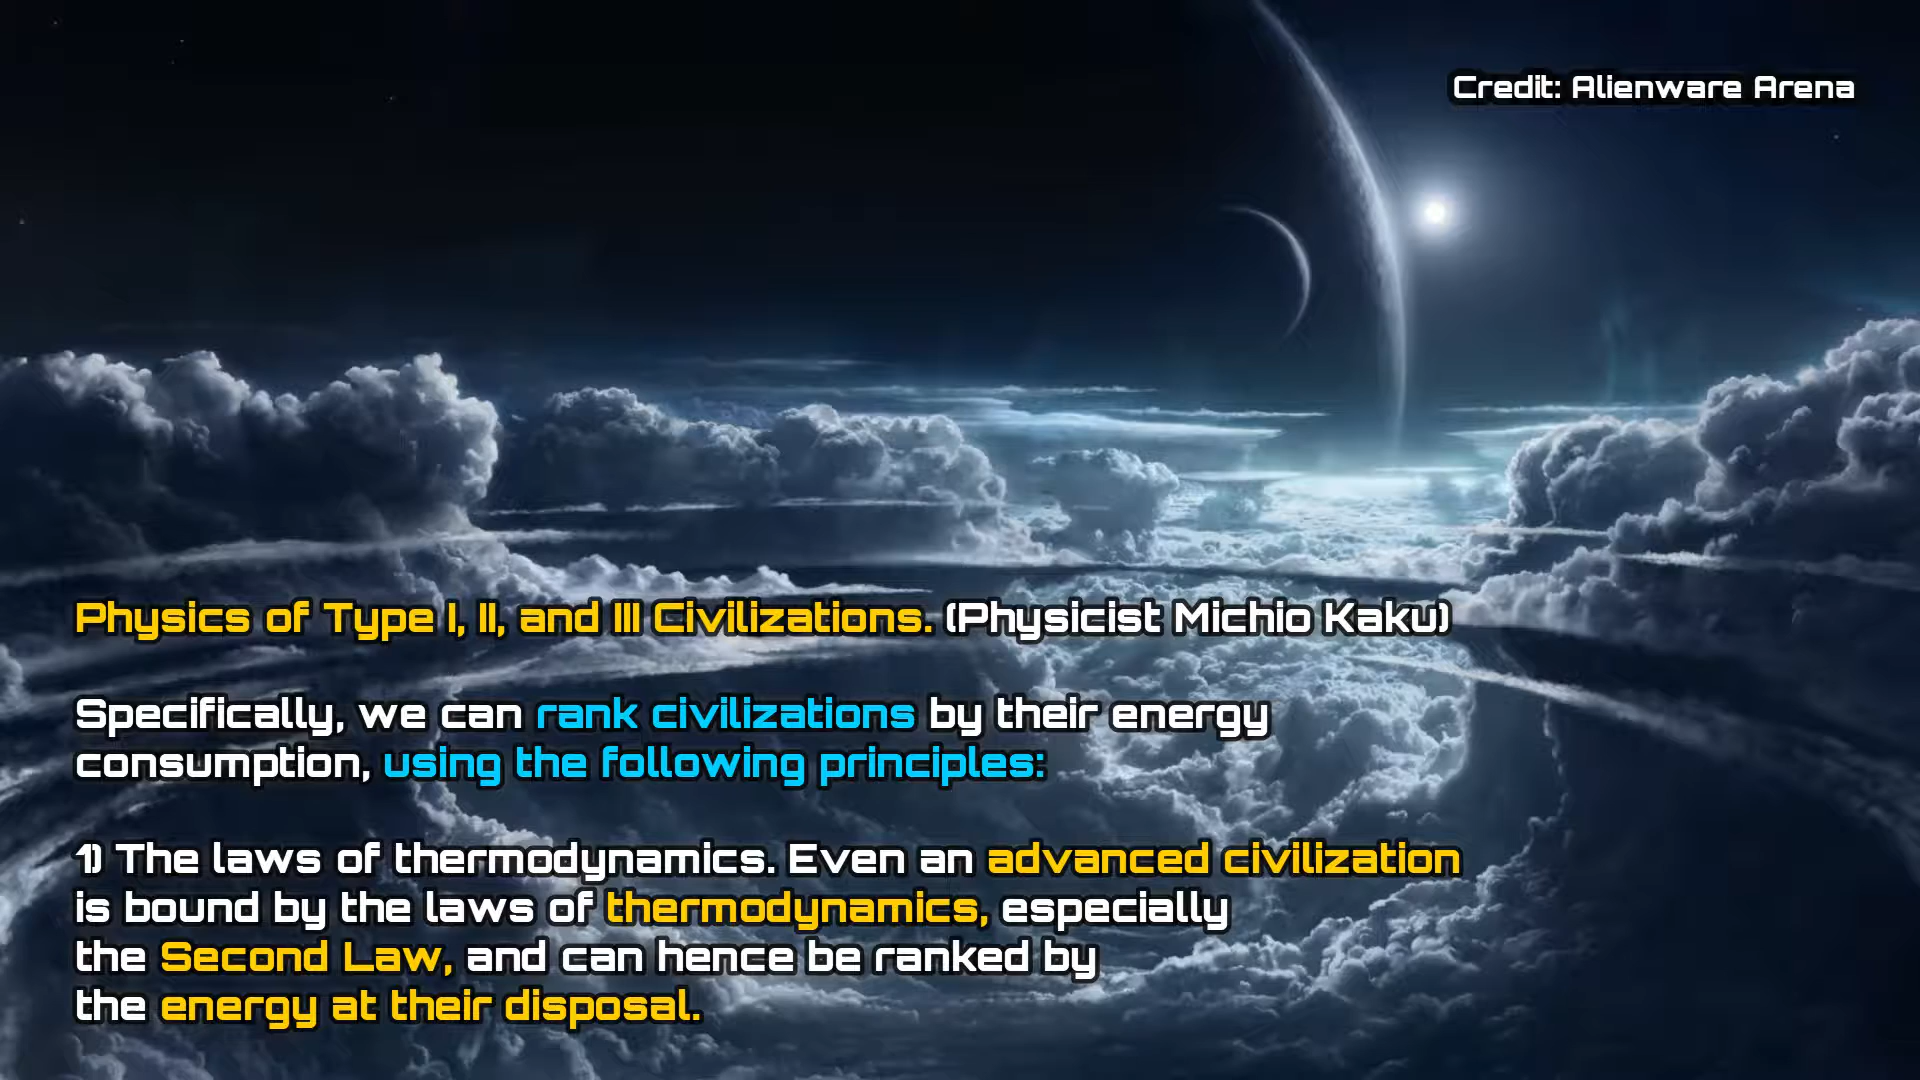 Credit: Alienware Arena
Physics of Type I, II, and III Civilizations. (Physicist Michio Kaku)
Specifically, we can rank civilizations by their energy
consumption, using the following principles:
1) The laws of thermodynamics. Even an advanced civilization
is bound by the laws of thermodynamics, especially
the Second Law, and can hence be ranked by
the energy at their disposal.